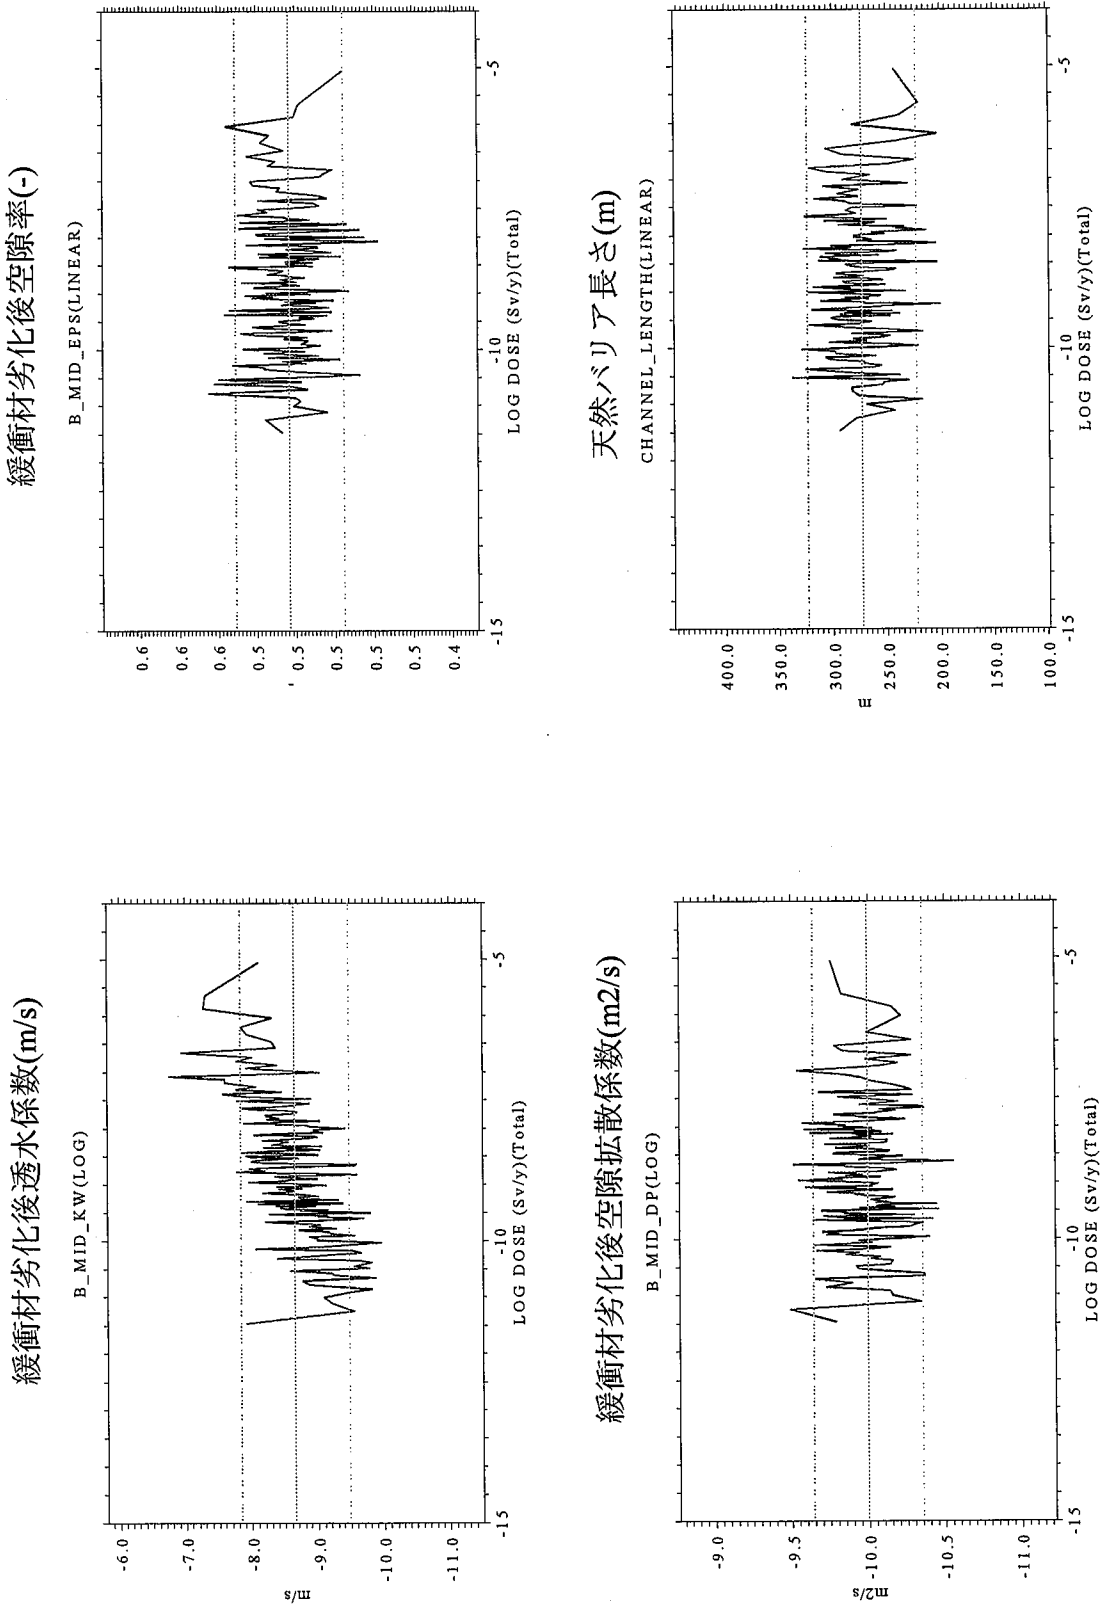 緩衝材劣化後透水係数(m/s)
B_MID_KW(LOG)
-6.0
-7.0
-8.0
-9.0
-10.0
-11.0
m/s
-15
-10
-5
LOG DOSE (Sv/y)(Total)
緩衝材劣化後空隙率(-)
B_MID_EPS(LINEAR)
0.6
0.6
0.6
0.5
0.5
0.5
0.5
0.4
-
-15
-10
-5
LOG DOSE (Sv/y)(Total)
緩衝材劣化後空隙拡散係数(m2/s)
B_MID_DP(LOG)
-9.0
-9.5
-10.0
-10.5
-11.0
m2/s
-15
-10
-5
LOG DOSE (Sv/y)(Total)
天然バリア長さ(m)
CHANNEL_LENGTH(LINEAR)
400.0
350.0
300.0
250.0
200.0
150.0
100.0
m
-15
-10
-5
LOG DOSE (Sv/y)(Total)